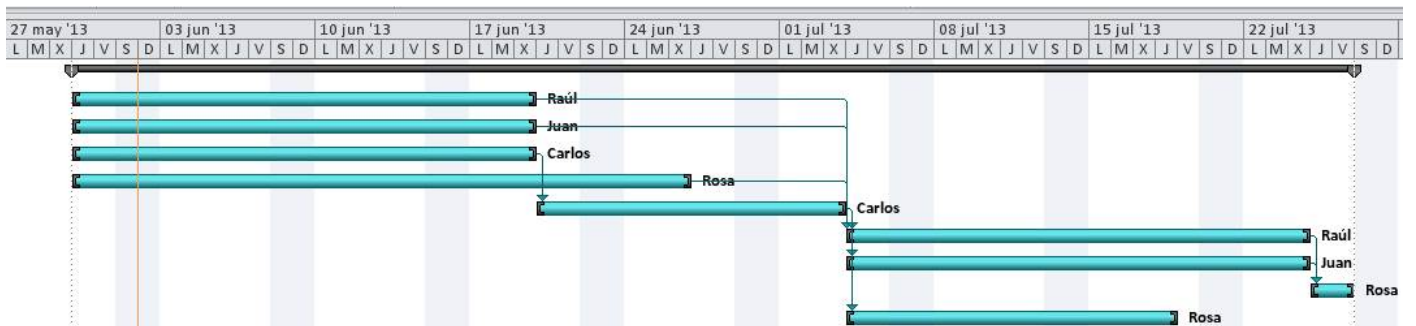 27 may '13 03 jun '13 10 jun '13 17 jun '13 24 jun '13 01 jul '13 08 jul '13 15 jul '13 22 jul '13
L M X J V S D L M X J V S D L M X J V S D L M X J V S D L M X J V S D L M X J V S D L M X J V S D L M X J V S D L M X J V S D
Raúl
Juan
Carlos
Rosa
Carlos
Raúl
Juan
Rosa
Rosa